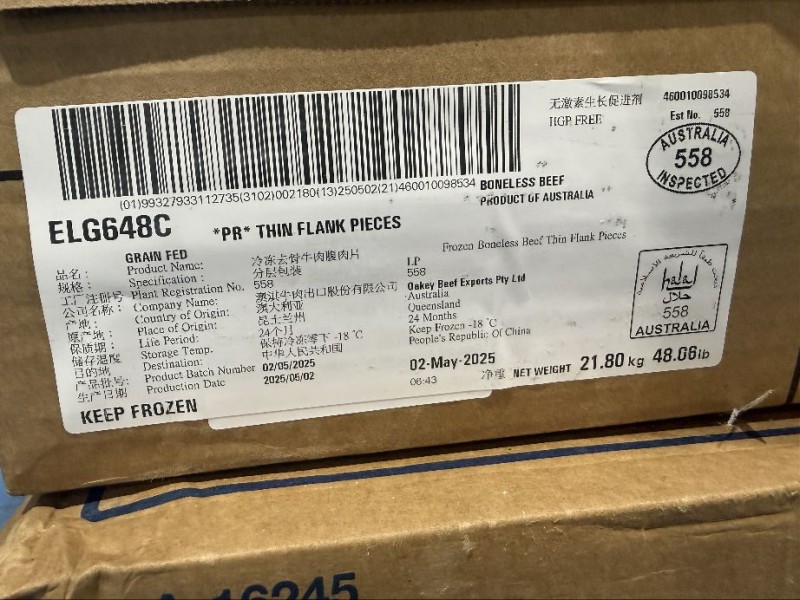 无激素生长促进剂
HGP FREE
460010098534
Est No. 558
AUSTRALIA
558
INSPECTED
(01)99327933112735(3102)002180(13)250502(21)460010098534
BONELESS BEEF
PRODUCT OF AUSTRALIA
ELG648C
*PR* THIN FLANK PIECES
GRAIN FED
品名: Product Name: 冷冻去骨牛肉腹肉片 Frozen Boneless Beef Thin Flank Pieces
规格: Specification: 分层包装 LP
工厂注册号 Plant Registration No. 558 558
公司名称: Company Name: 澳淇牛肉出口股份有限公司 Oakey Beef Exports Pty Ltd
产地: Country of Origin: 澳大利亚 Australia
原产地: Place of Origin: 昆士兰州 Queensland
保质期: Life Period: 24个月 24 Months
储存温度 Storage Temp. 保持冷冻零下 -18 °C Keep Frozen -18 °C
目的地 Destination: 中华人民共和国 People's Republic Of China
产品批号: Product Batch Number 02/05/2025
生产日期 Production Date 2025/05/02
02-May-2025
06:43
净重 NET WEIGHT 21.80 kg 48.06lb
KEEP FROZEN
halal
حلال
558
AUSTRALIA
16245